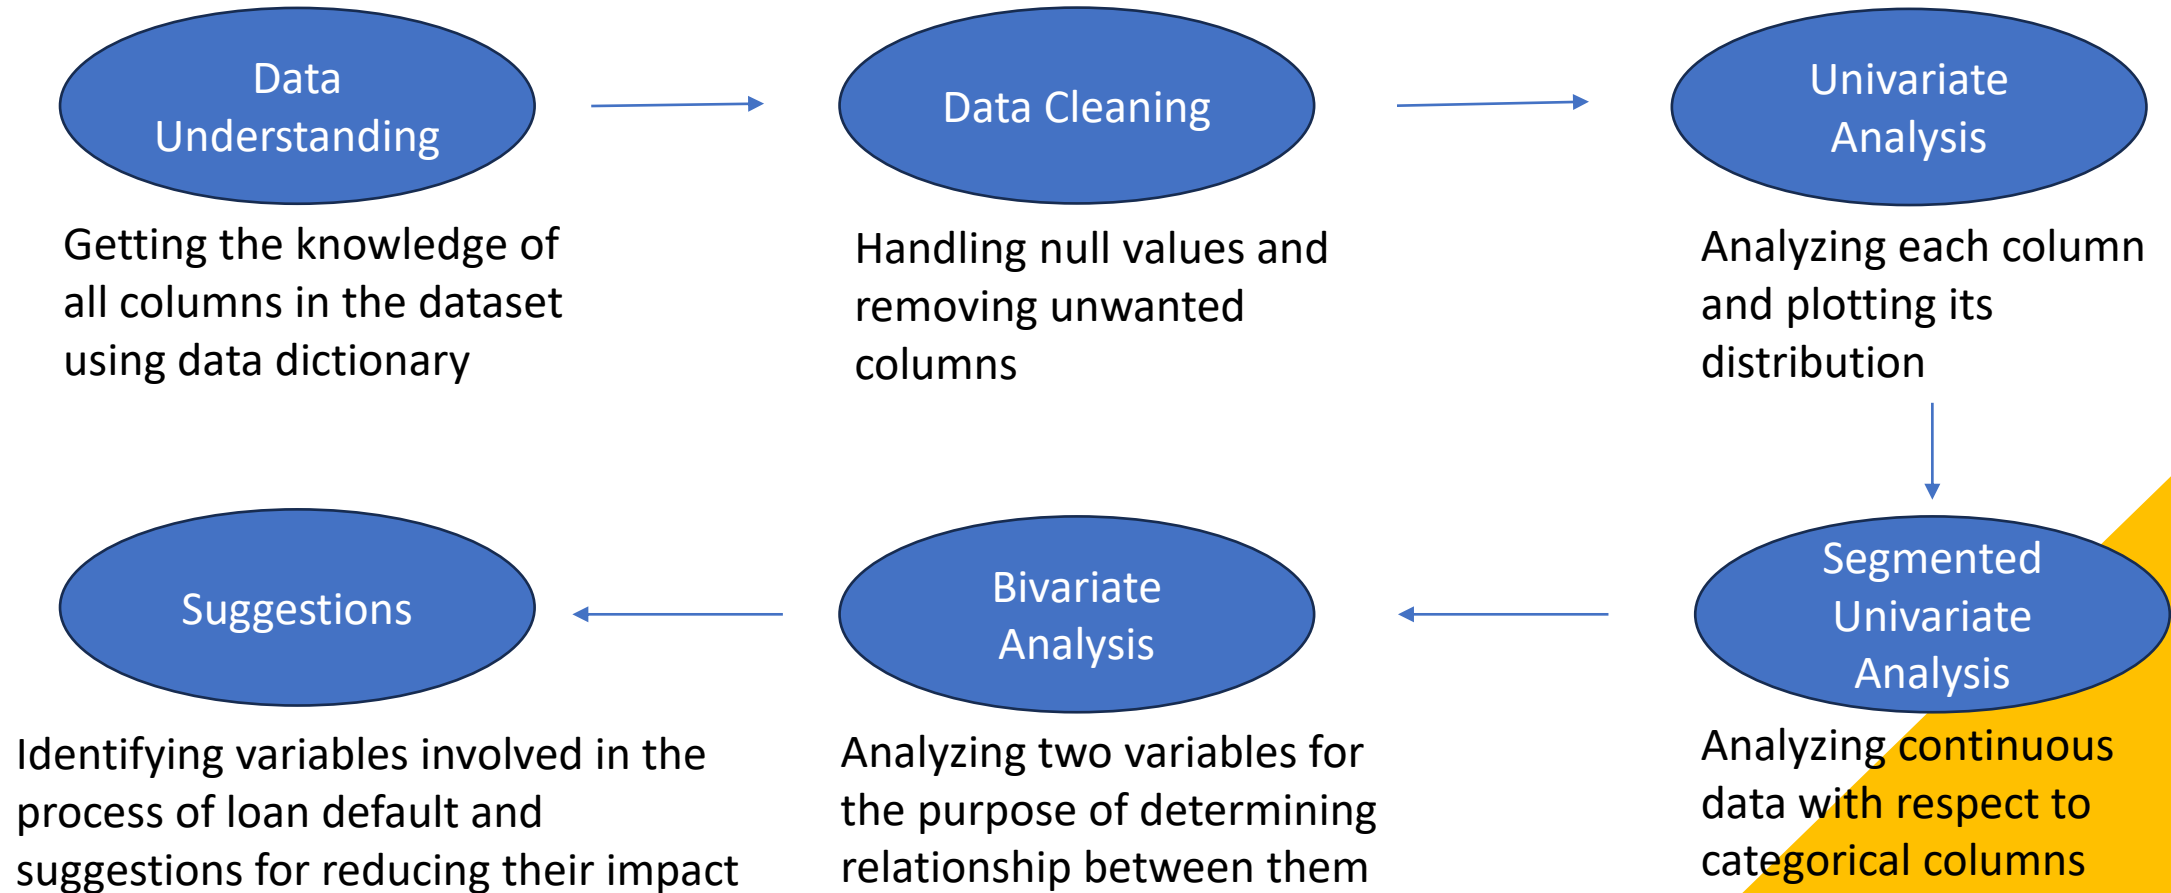 Data
Understanding
Getting the knowledge of
all columns in the dataset
using data dictionary
Data Cleaning
Handling null values and
removing unwanted
columns
Univariate
Analysis
Analyzing each column
and plotting its
distribution
Segmented
Univariate
Analysis
Analyzing continuous
data with respect to
categorical columns
Bivariate
Analysis
Analyzing two variables for
the purpose of determining
relationship between them
Suggestions
Identifying variables involved in the
process of loan default and
suggestions for reducing their impact